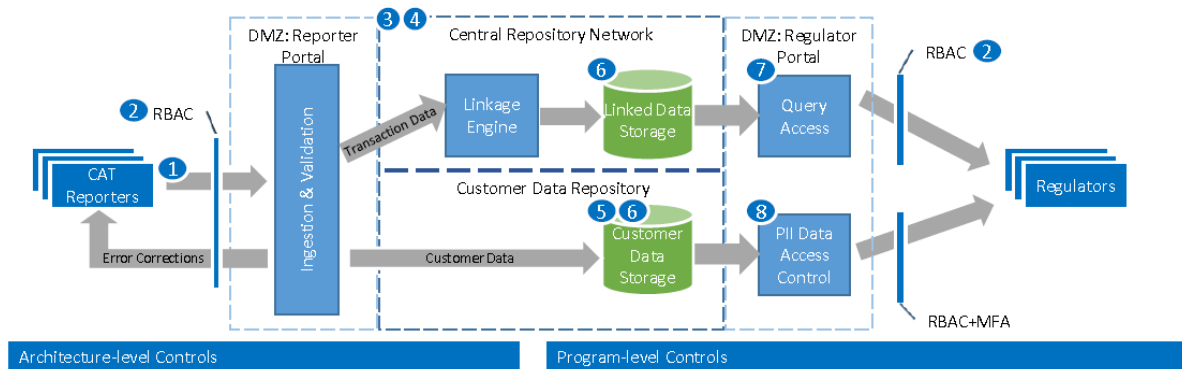 DMZ: Reporter
Portal
3 4
Central Repository Network
DMZ: Regulator
Portal
RBAC 2
2 RBAC
Ingestion & Validation
Transaction Data
Linkage
Engine
6
Linked Data
Storage
7
Query
Access
CAT
Reporters
1
Regulators
Customer Data Repository
5 6
Customer
Data
Storage
8
PII Data
Access
Control
Error Corrections
Customer Data
RBAC+MFA
Architecture-level Controls
Program-level Controls